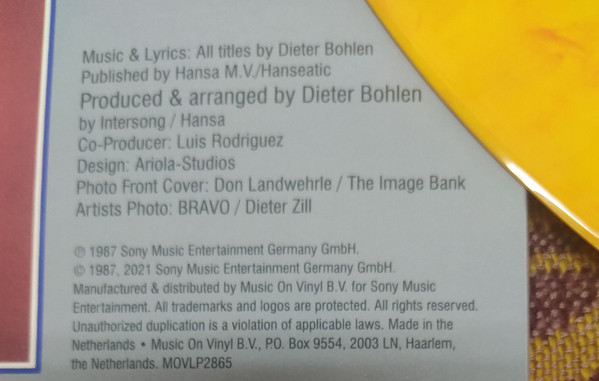 Music & Lyrics: All titles by Dieter Bohlen
Published by Hansa M.V./Hanseatic
Produced & arranged by Dieter Bohlen
by Intersong / Hansa
Co-Producer: Luis Rodriguez
Design: Ariola-Studios
Photo Front Cover: Don Landwehrle / The Image Bank
Artists Photo: BRAVO / Dieter Zill
℗ 1987 Sony Music Entertainment Germany GmbH.
© 1987, 2021 Sony Music Entertainment Germany GmbH.
Manufactured & distributed by Music On Vinyl B.V. for Sony Music
Entertainment. All trademarks and logos are protected. All rights reserved.
Unauthorized duplication is a violation of applicable laws. Made in the
Netherlands • Music On Vinyl B.V., P.O. Box 9554, 2003 LN, Haarlem,
the Netherlands. MOVLP2865